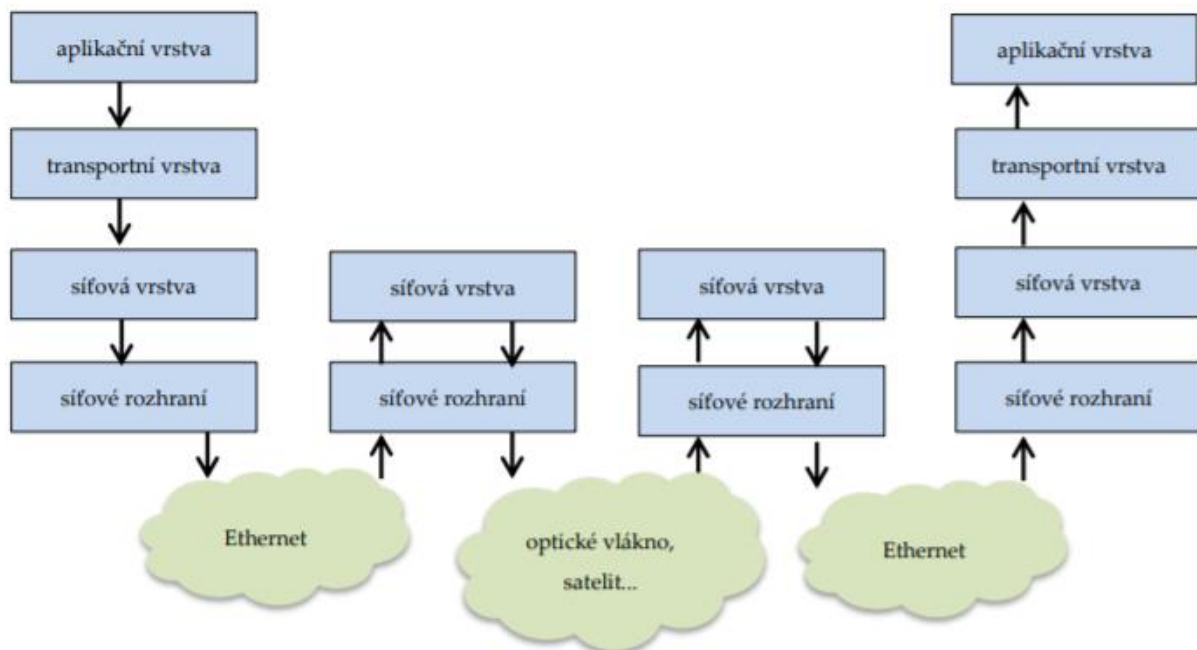 aplikační vrstva
aplikační vrstva
transportní vrstva
transportní vrstva
síťová vrstva
síťová vrstva
síťová vrstva
síťová vrstva
síťové rozhraní
síťové rozhraní
síťové rozhraní
síťové rozhraní
Ethernet
optické vlákno,
satelit...
Ethernet